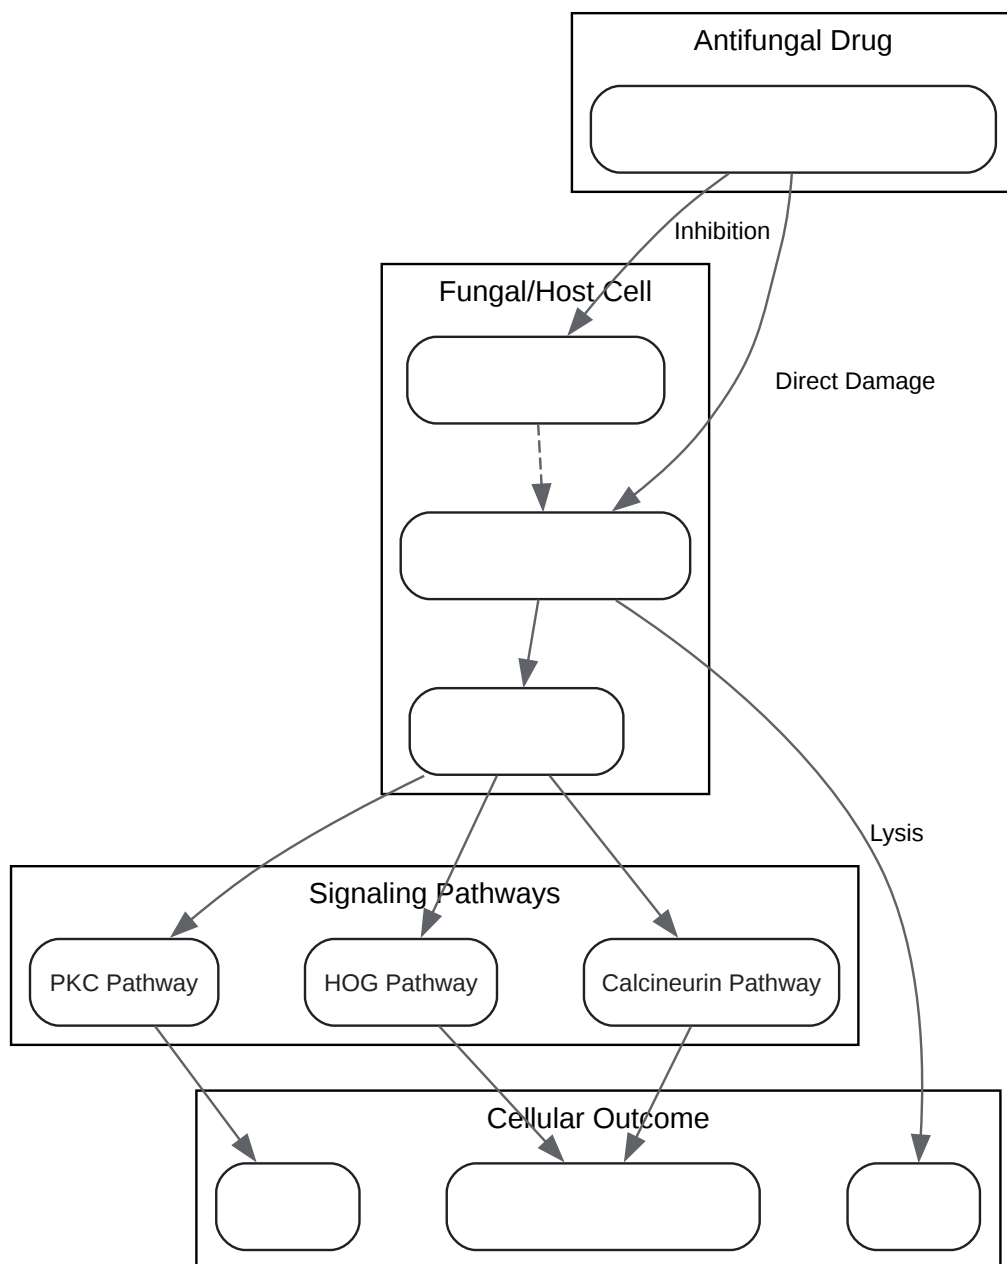 Antifungal Drug
Inhibition
Fungal/Host Cell
Direct Damage
Lysis
Signaling Pathways
PKC Pathway
HOG Pathway
Calcineurin Pathway
Cellular Outcome